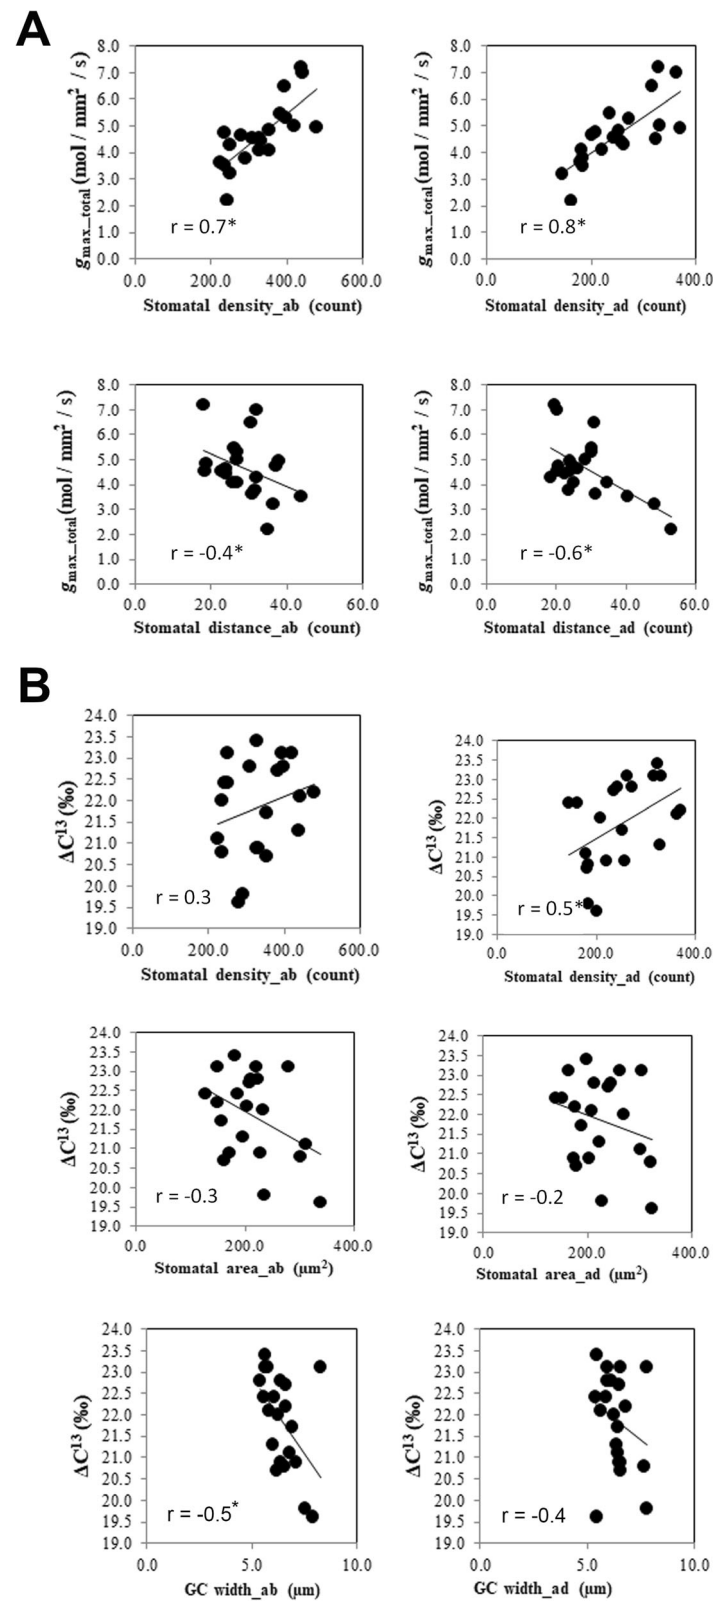 A
8.0
7.0
6.0
5.0
4.0
3.0
2.0
1.0
0.0
gmax_total(mol / mm² / s)
r = 0.7*
200.0 400.0 600.0
Stomatal density_ab (count)
8.0
7.0
6.0
5.0
4.0
3.0
2.0
1.0
0.0
gmax_total(mol / mm² / s)
r = 0.8*
0.0 200.0 400.0
Stomatal density_ad (count)
8.0
7.0
6.0
5.0
4.0
3.0
2.0
1.0
0.0
gmax_total(mol / mm² / s)
r = -0.4*
20.0 40.0 60.0
Stomatal distance_ab (count)
8.0
7.0
6.0
5.0
4.0
3.0
2.0
1.0
0.0
gmax_total(mol / mm² / s)
r = -0.6*
0.0 20.0 40.0 60.0
Stomatal distance_ad (count)
B
24.0
23.5
23.0
22.5
22.0
21.5
21.0
20.5
20.0
19.5
19.0
ΔC¹³(‰)
r = 0.3
0.0 200.0 400.0 600.0
Stomatal density_ab (count)
24.0
23.5
23.0
22.5
22.0
21.5
21.0
20.5
20.0
19.5
19.0
ΔC¹³(‰)
r = 0.5*
0.0 200.0 400.0
Stomatal density_ad (count)
24.0
23.5
23.0
22.5
22.0
21.5
21.0
20.5
20.0
19.5
19.0
ΔC¹³(‰)
r = -0.3
0.0 200.0 400.0
Stomatal area_ab (µm²)
24.0
23.5
23.0
22.5
22.0
21.5
21.0
20.5
20.0
19.5
19.0
ΔC¹³(‰)
r = -0.2
0.0 200.0 400.0
Stomatal area_ad (µm²)
24.0
23.5
23.0
22.5
22.0
21.5
21.0
20.5
20.0
19.5
19.0
ΔC¹³(‰)
r = -0.5*
0.0 5.0 10.0
GC width_ab (µm)
24.0
23.5
23.0
22.5
22.0
21.5
21.0
20.5
20.0
19.5
19.0
ΔC¹³(‰)
r = -0.4
0.0 5.0 10.0
GC width_ad (µm)